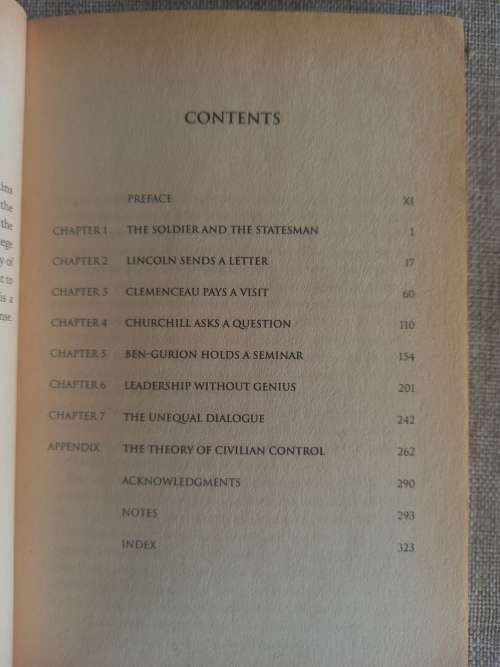 CONTENTS
PREFACE XI
CHAPTER 1 THE SOLDIER AND THE STATESMAN 1
CHAPTER 2 LINCOLN SENDS A LETTER 17
CHAPTER 3 CLEMENCEAU PAYS A VISIT 60
CHAPTER 4 CHURCHILL ASKS A QUESTION 110
CHAPTER 5 BEN-GURION HOLDS A SEMINAR 154
CHAPTER 6 LEADERSHIP WITHOUT GENIUS 201
CHAPTER 7 THE UNEQUAL DIALOGUE 242
APPENDIX THE THEORY OF CIVILIAN CONTROL 262
ACKNOWLEDGMENTS 290
NOTES 293
INDEX 323